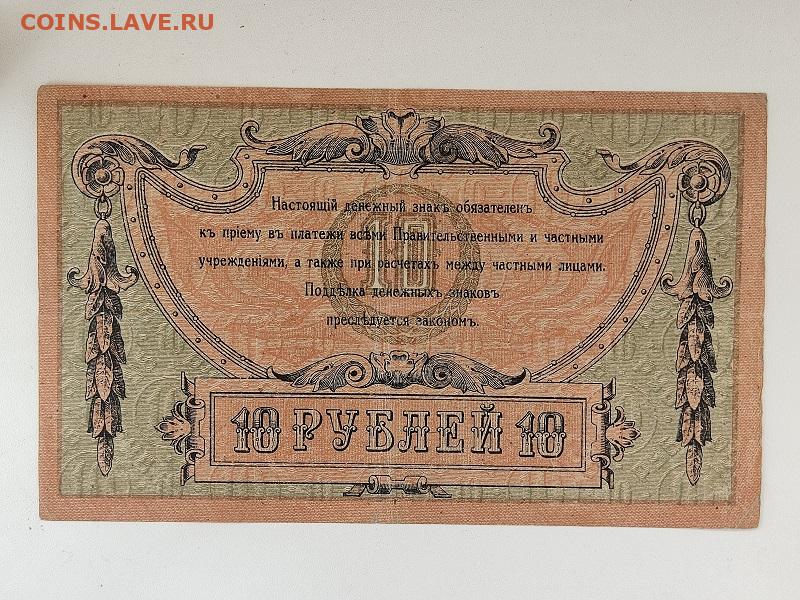 COINS.LAVE.RU
10
Настоящій денежный знакъ обязателенъ
къ пріему въ платежи всѣми Правительственными и частными
учрежденіями, а также при расчетахъ между частными лицами.
Поддѣлка денежныхъ знаковъ
преслѣдуется закономъ.
10 РУБЛЕЙ 10